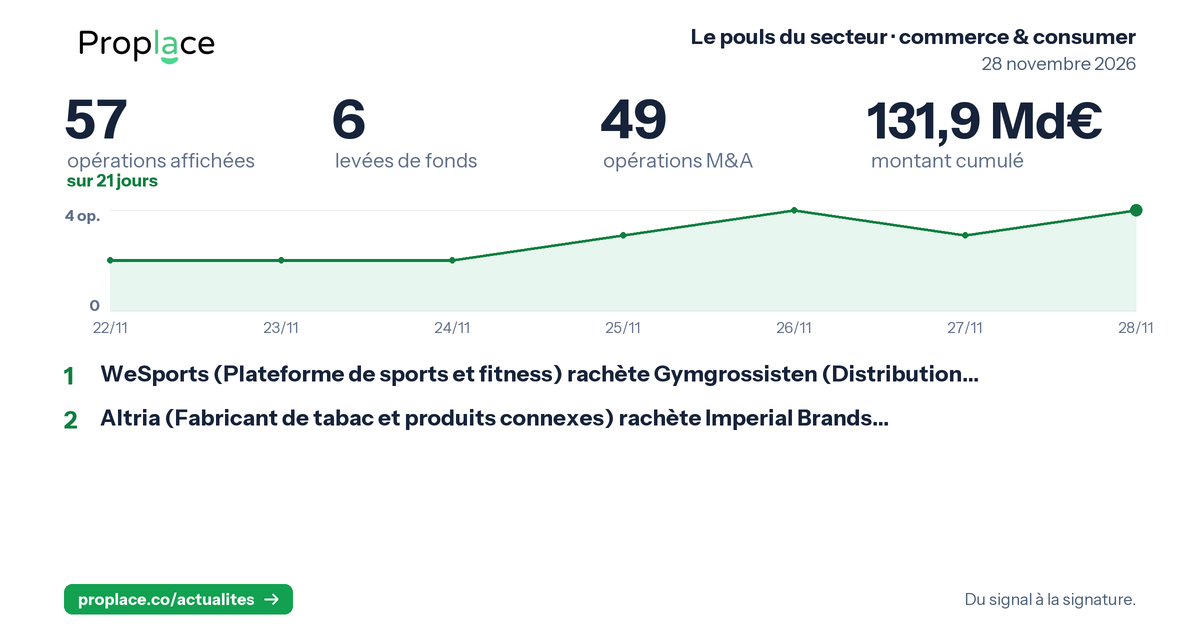 Proplace
Le pouls du secteur · commerce & consumer
28 novembre 2026
57
opérations affichées
sur 21 jours
6
levées de fonds
49
opérations M&A
131,9 Md€
montant cumulé
4 op.
0
22/11 23/11 24/11 25/11 26/11 27/11 28/11
1 WeSports (Plateforme de sports et fitness) rachète Gymgrossisten (Distribution...
2 Altria (Fabricant de tabac et produits connexes) rachète Imperial Brands...
proplace.co/actualites →
Du signal à la signature.